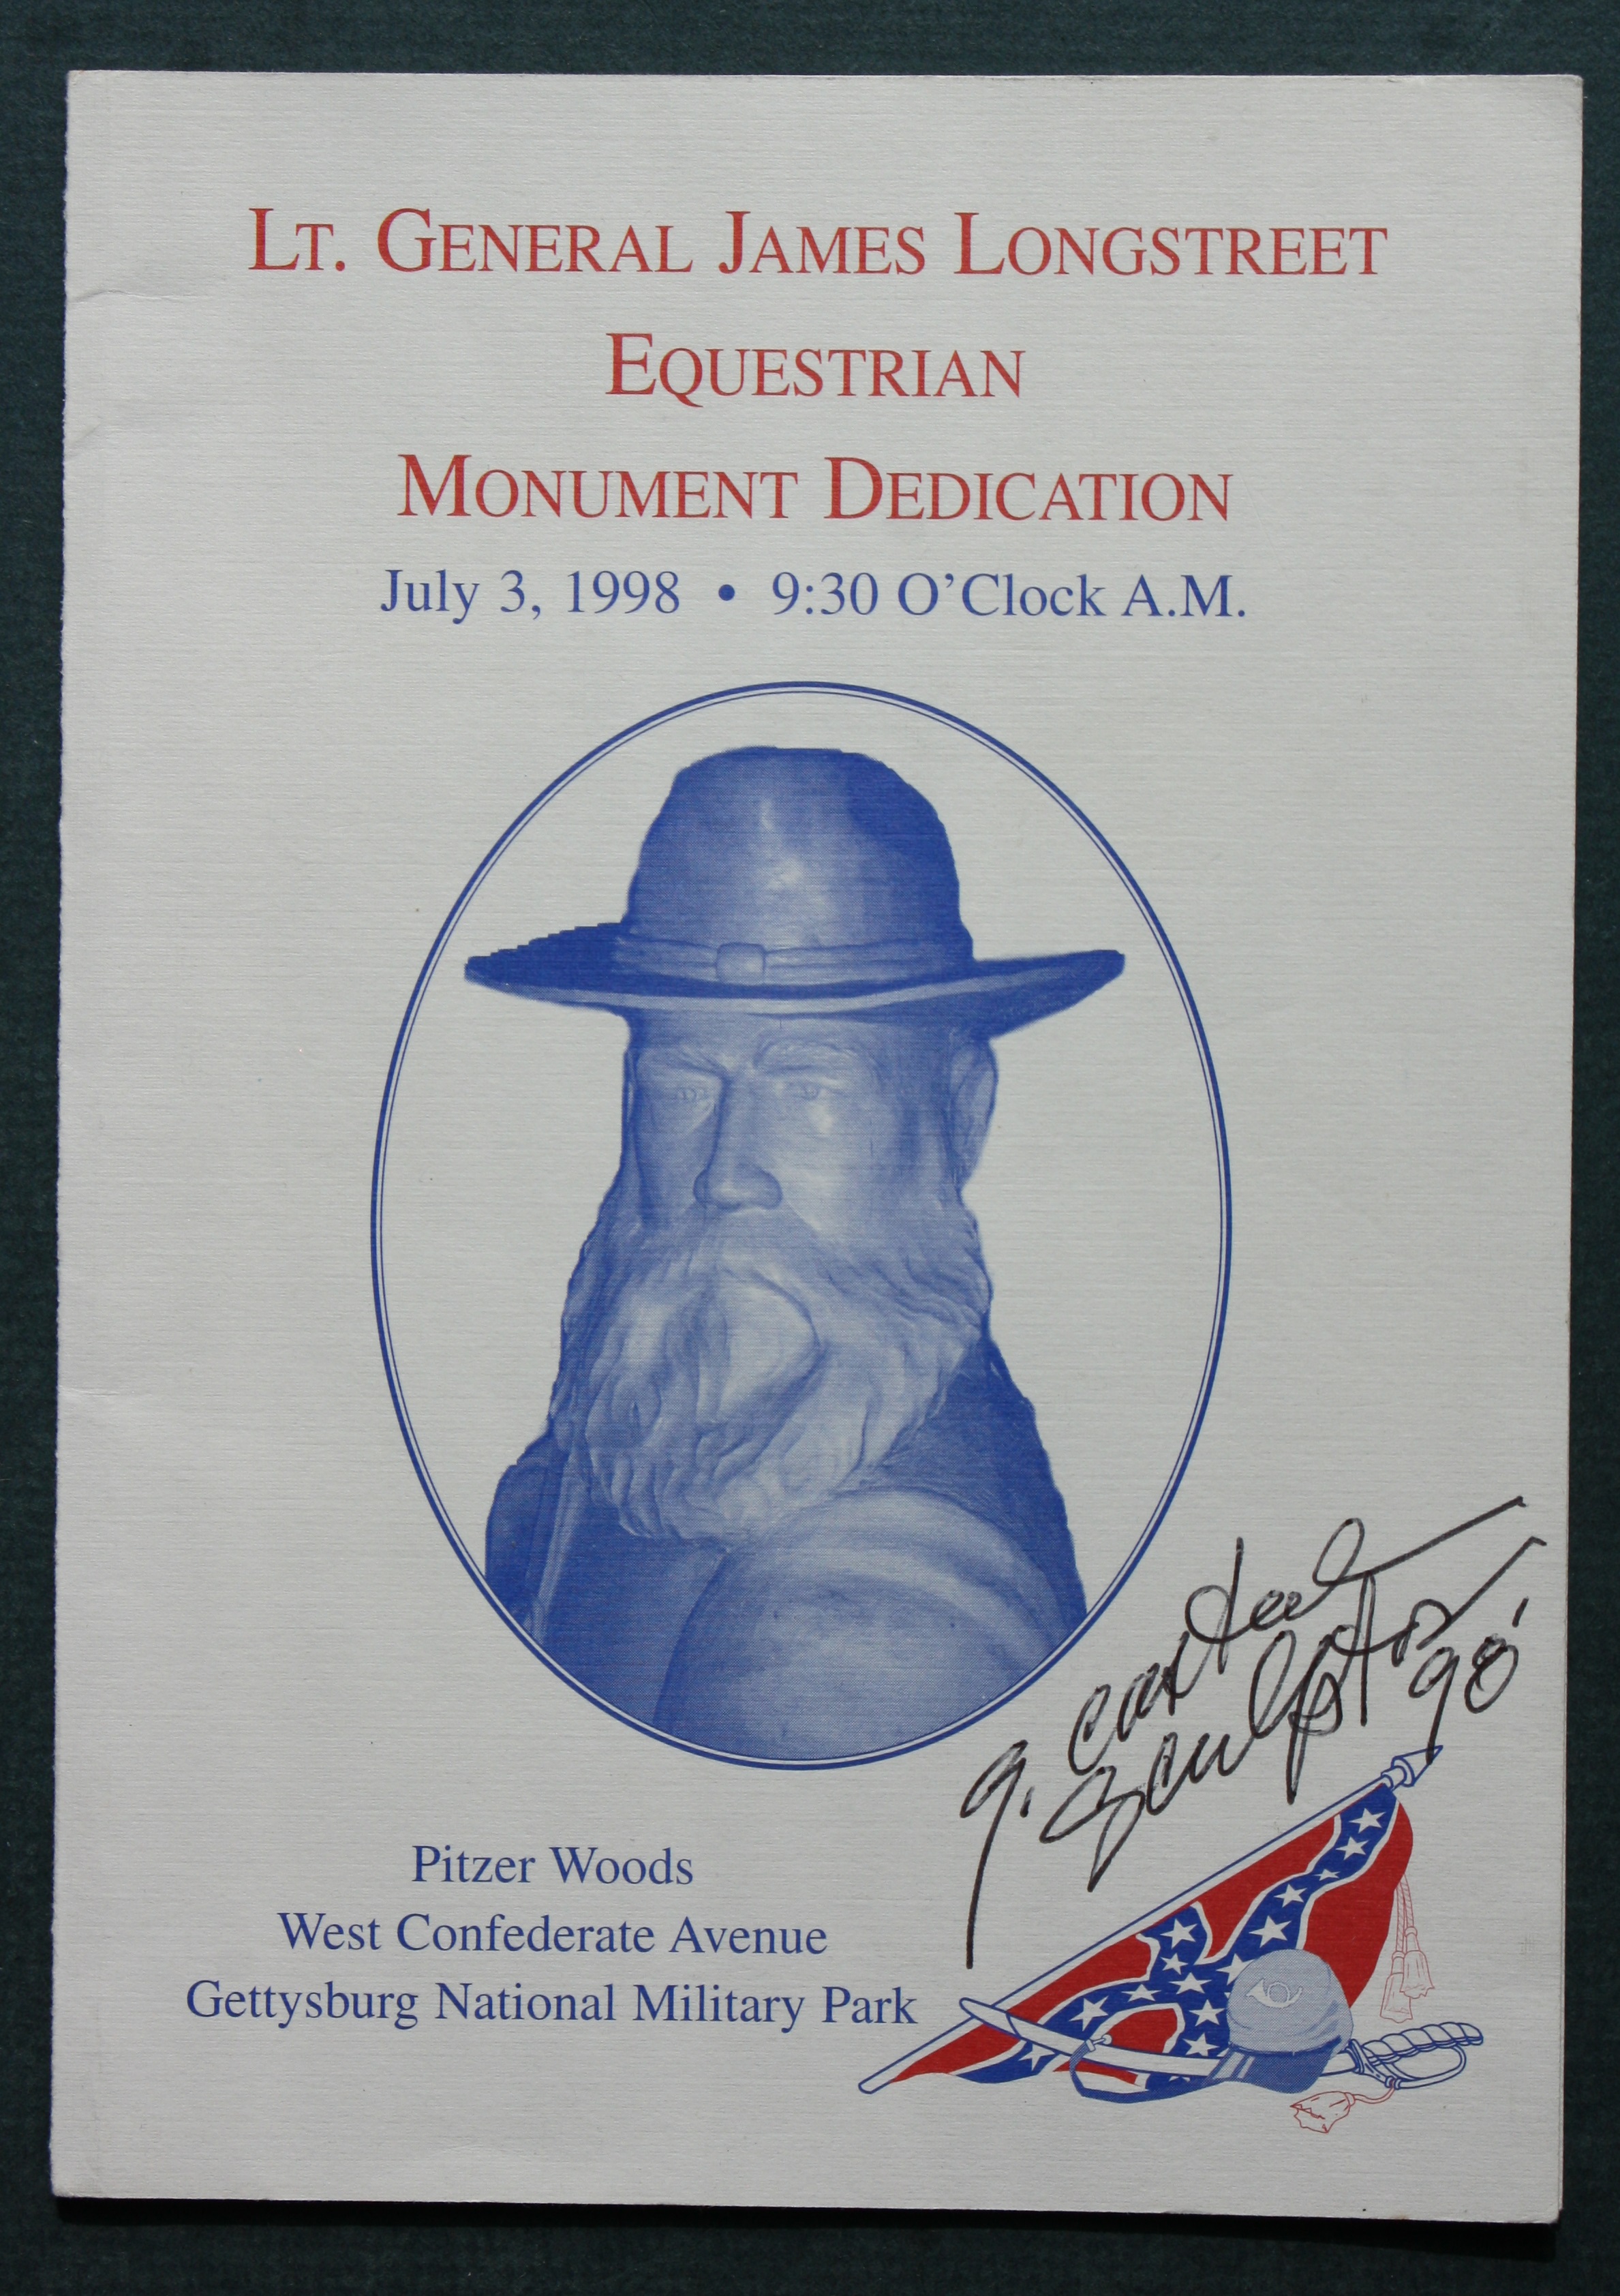 LT. GENERAL JAMES LONGSTREET
EQUESTRIAN
MONUMENT DEDICATION
July 3, 1998 • 9:30 O'Clock A.M.
Sculptor
98'
Pitzer Woods
West Confederate Avenue
Gettysburg National Military Park